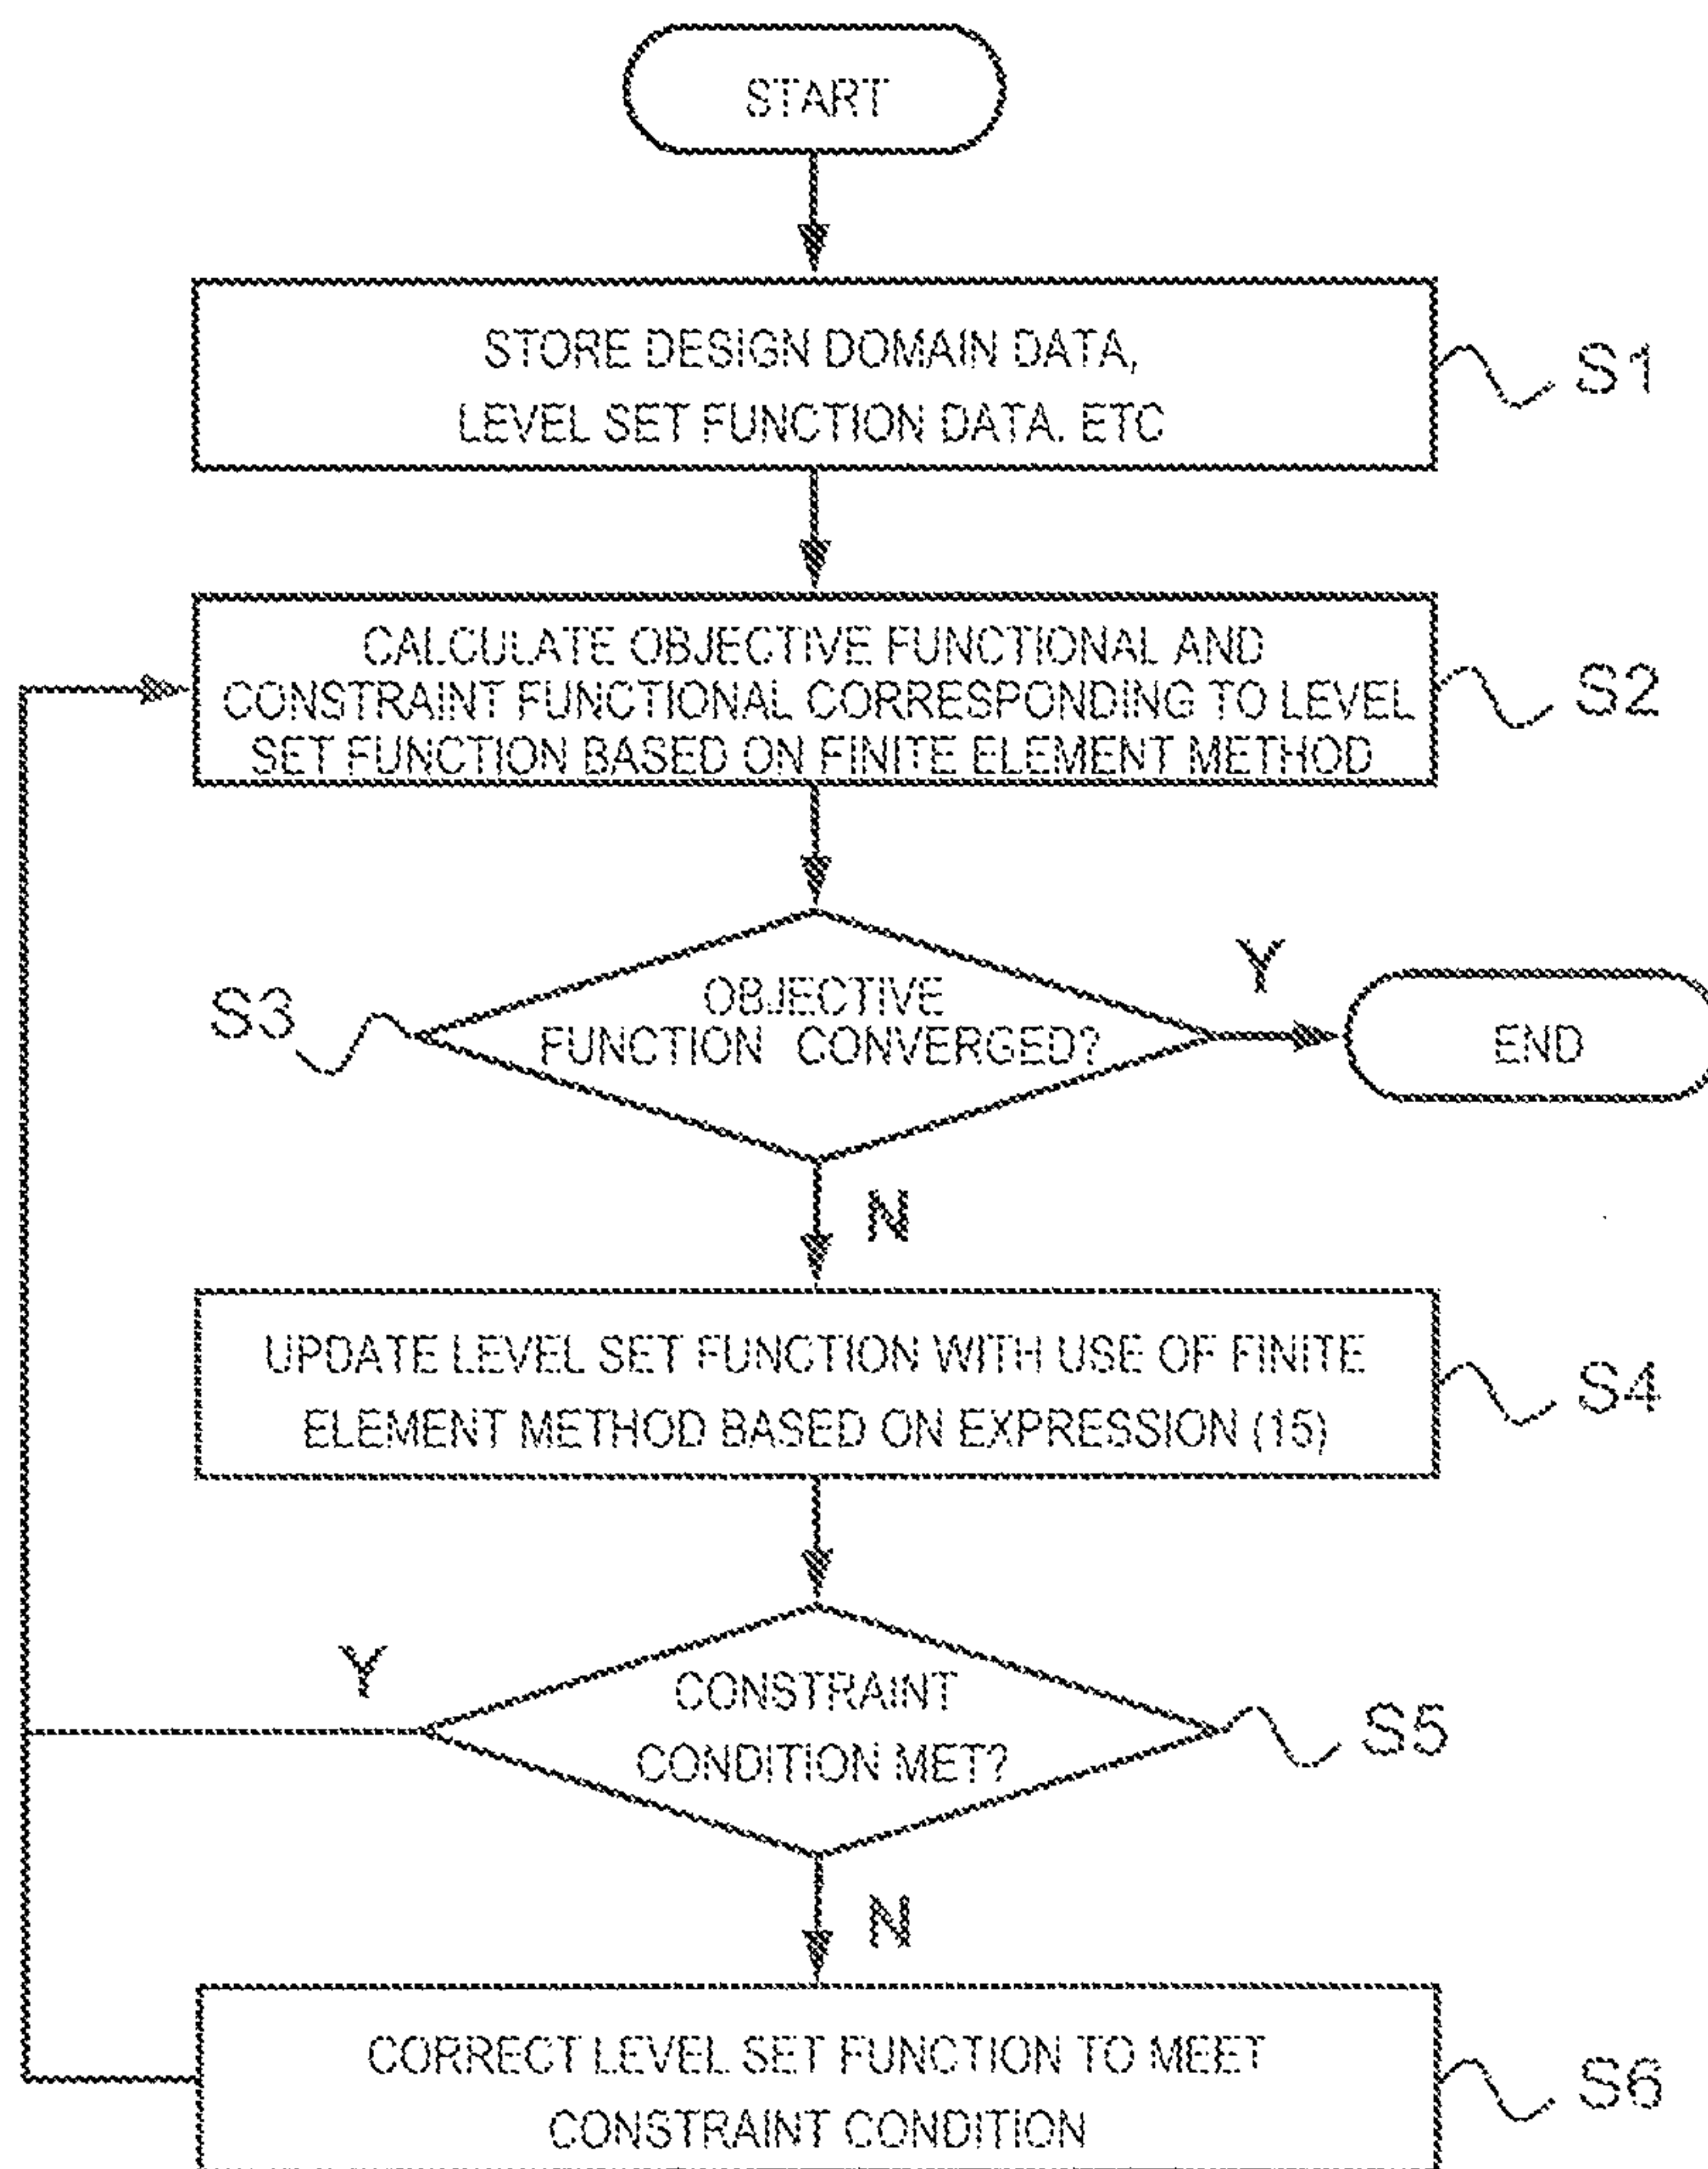 START
STORE DESIGN DOMAIN DATA,
LEVEL SET FUNCTION DATA. ETC
S1
CALCULATE OBJECTIVE FUNCTIONAL AND
CONSTRAINT FUNCTIONAL CORRESPONDING TO LEVEL
SET FUNCTION BASED ON FINITE ELEMENT METHOD
S2
S3
OBJECTIVE
FUNCTION CONVERGED?
Y
END
N
UPDATE LEVEL SET FUNCTION WITH USE OF FINITE
ELEMENT METHOD BASED ON EXPRESSION (15)
S4
Y
CONSTRAINT
CONDITION MET?
S5
N
CORRECT LEVEL SET FUNCTION TO MEET
CONSTRAINT CONDITION
S6